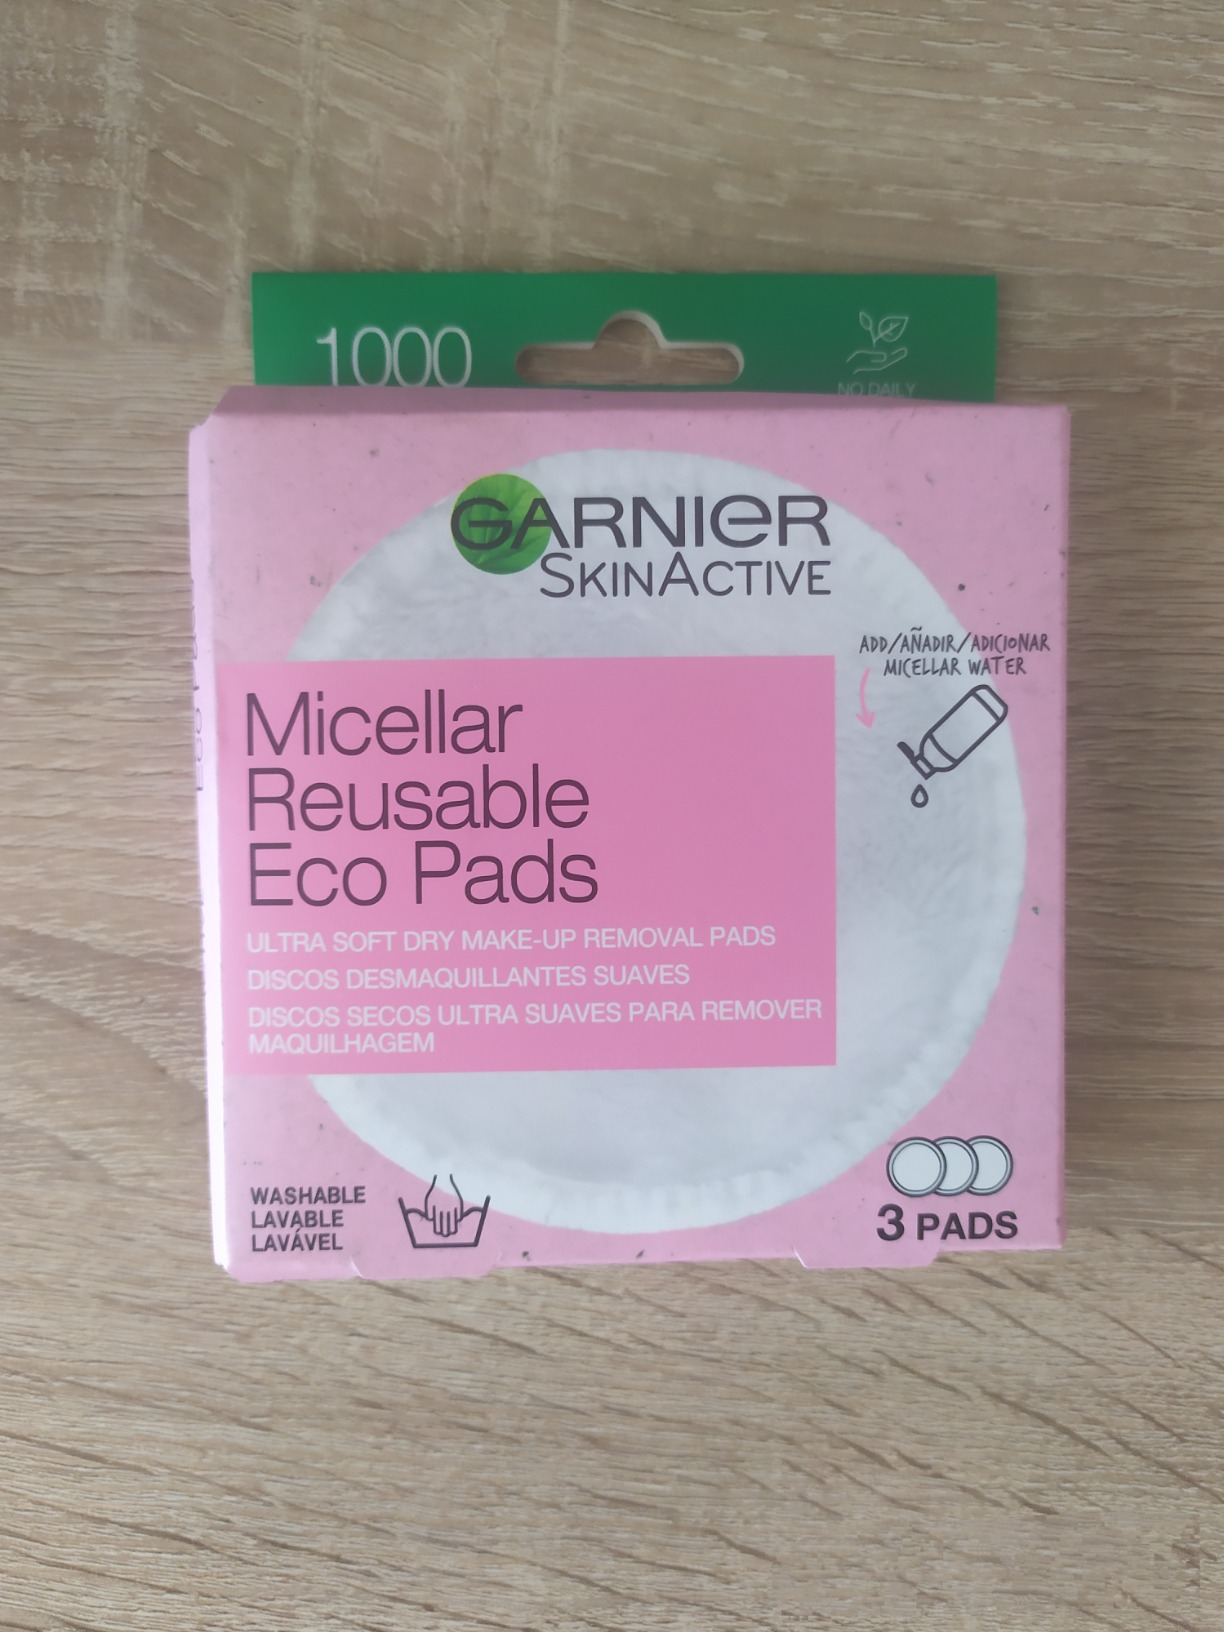 1000
NO DAILY
GARNIER
SKINACTIVE
ADD/AÑADIR/ADICIONAR
MICELLAR WATER
Micellar
Reusable
Eco Pads
ULTRA SOFT DRY MAKE-UP REMOVAL PADS
DISCOS DESMAQUILLANTES SUAVES
DISCOS SECOS ULTRA SUAVES PARA REMOVER
MAQUILHAGEM
WASHABLE
LAVABLE
LAVÁVEL
3 PADS